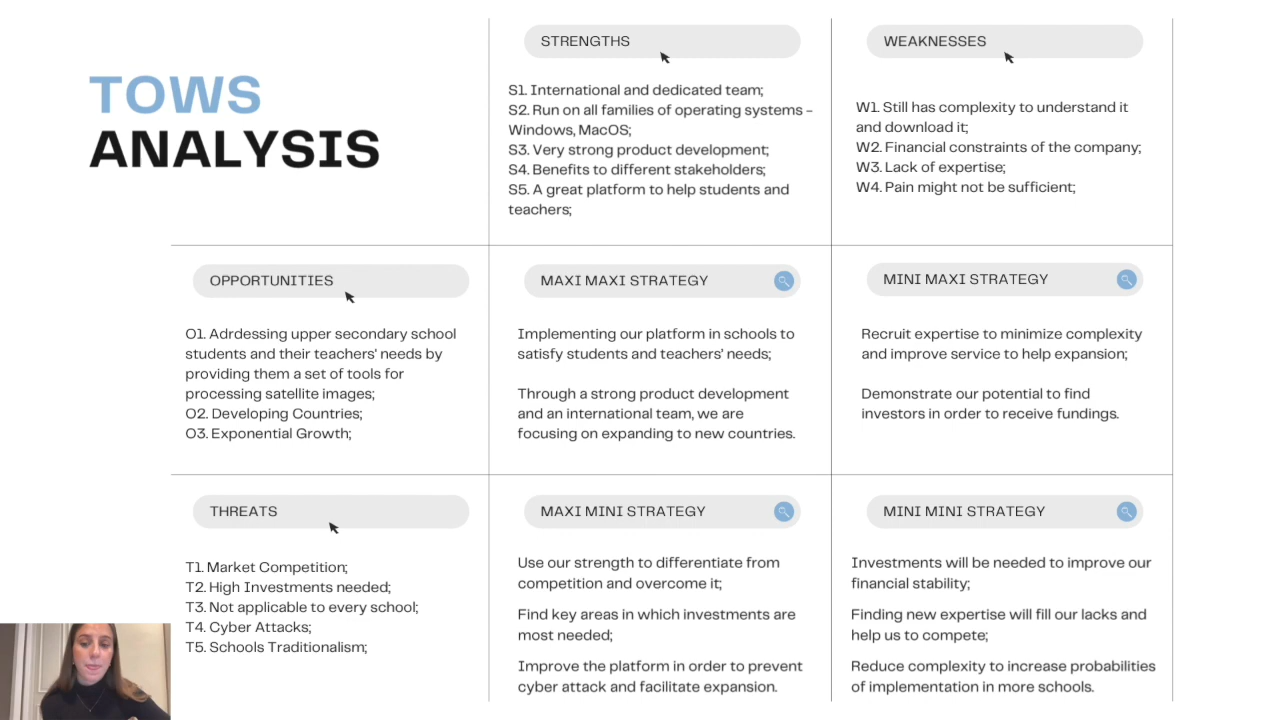 TOWS
ANALYSIS
STRENGTHS
S1. International and dedicated team;
S2. Run on all families of operating systems -
Windows, MacOS;
S3. Very strong product development;
S4. Benefits to different stakeholders;
S5. A great platform to help students and
teachers;
WEAKNESSES
W1. Still has complexity to understand it
and download it;
W2. Financial constraints of the company;
W3. Lack of expertise;
W4. Pain might not be sufficient;
OPPORTUNITIES
O1. Adrdessing upper secondary school
students and their teachers' needs by
providing them a set of tools for
processing satellite images;
O2. Developing Countries;
O3. Exponential Growth;
MAXI MAXI STRATEGY
Implementing our platform in schools to
satisfy students and teachers' needs;
Through a strong product development
and an international team, we are
focusing on expanding to new countries.
MINI MAXI STRATEGY
Recruit expertise to minimize complexity
and improve service to help expansion;
Demonstrate our potential to find
investors in order to receive fundings.
THREATS
T1. Market Competition;
T2. High Investments needed;
T3. Not applicable to every school;
T4. Cyber Attacks;
T5. Schools Traditionalism;
MAXI MINI STRATEGY
Use our strength to differentiate from
competition and overcome it;
Find key areas in which investments are
most needed;
Improve the platform in order to prevent
cyber attack and facilitate expansion.
MINI MINI STRATEGY
Investments will be needed to improve our
financial stability;
Finding new expertise will fill our lacks and
help us to compete;
Reduce complexity to increase probabilities
of implementation in more schools.